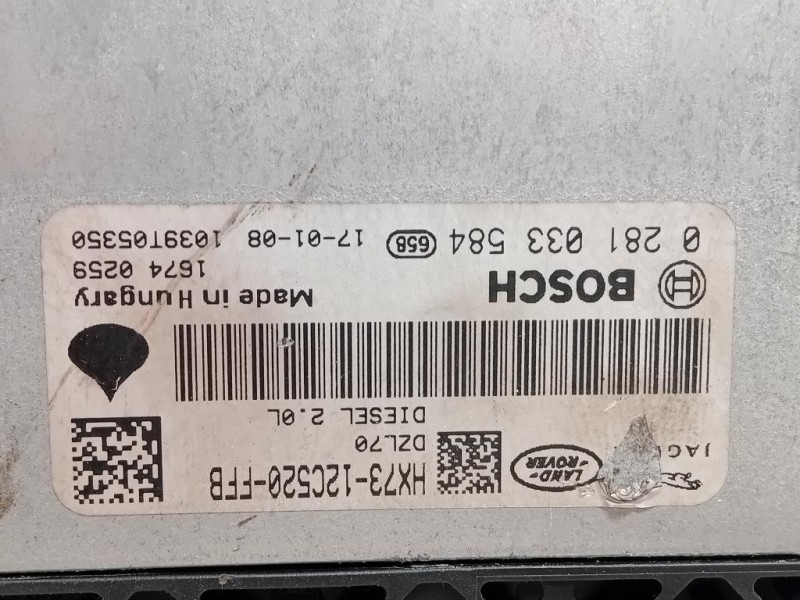 JAG
LAND-
-ROVER
HX73-12C520-FFB
DZL70
DIESEL 2.0L
BOSCH
Made in Hungary
1674 0259
0 281 033 584 658 17-01-08 1039T05350